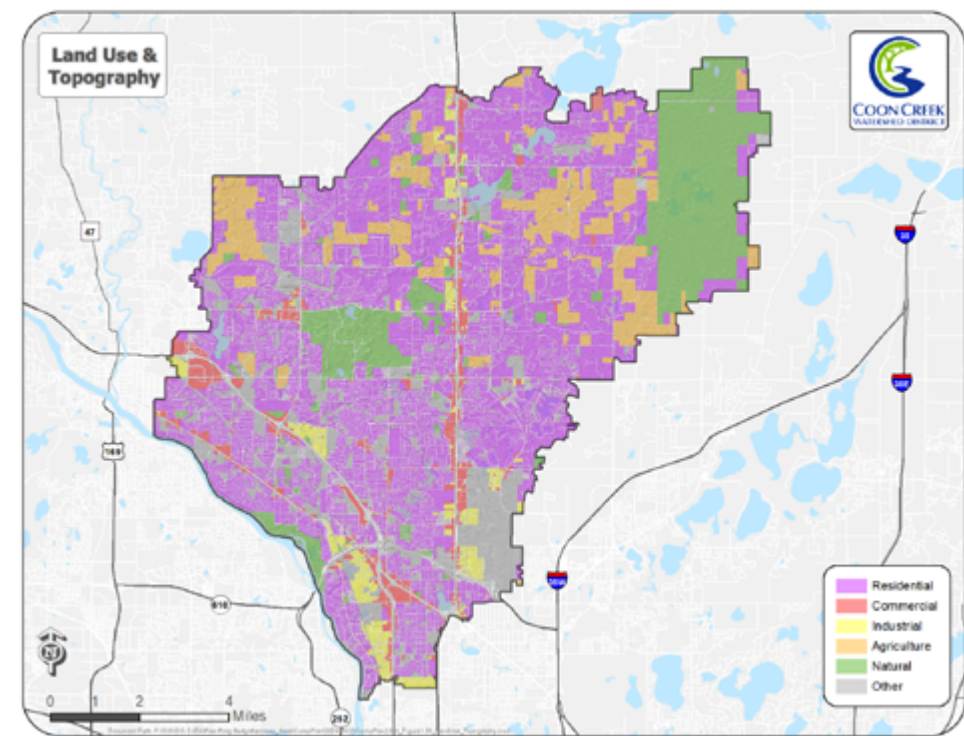 Land Use &
Topography
COON CREEK
WATERSHED DISTRICT
47
169
610
252
35
35E
35W
Residential
Commercial
Industrial
Agriculture
Natural
Other
N
0 1 2 4
Miles